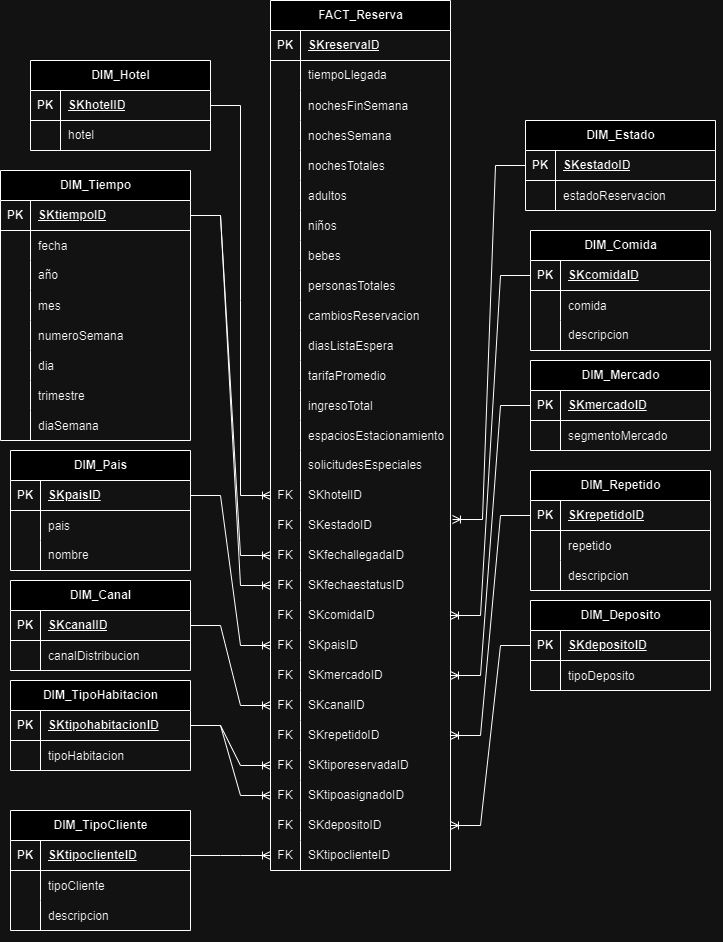 FACT_Reserva
PK SKreservaID
tiempoLlegada
nochesFinSemana
nochesSemana
nochesTotales
adultos
niños
bebes
personasTotales
cambiosReservacion
diasListaEspera
tarifaPromedio
ingresoTotal
espaciosEstacionamiento
solicitudesEspeciales
FK SKhotelID
FK SKestadoID
FK SKfechallegadaID
FK SKfechaestatusID
FK SKcomidaID
FK SKpaisID
FK SKmercadoID
FK SKcanalID
FK SKrepetidoID
FK SKtiporeservadaID
FK SKtipoasignadoID
FK SKdepositoID
FK SKtipoclienteID
DIM_Hotel
PK SKhotelID
hotel
DIM_Tiempo
PK SKtiempoID
fecha
año
mes
numeroSemana
dia
trimestre
diaSemana
DIM_Pais
PK SKpaisID
pais
nombre
DIM_Canal
PK SKcanalID
canalDistribucion
DIM_TipoHabitacion
PK SKtipohabitacionID
tipoHabitacion
DIM_TipoCliente
PK SKtipoclienteID
tipoCliente
descripcion
DIM_Estado
PK SKestadoID
estadoReservacion
DIM_Comida
PK SKcomidaID
comida
descripcion
DIM_Mercado
PK SKmercadoID
segmentoMercado
DIM_Repetido
PK SKrepetidoID
repetido
descripcion
DIM_Deposito
PK SKdepositoID
tipoDeposito